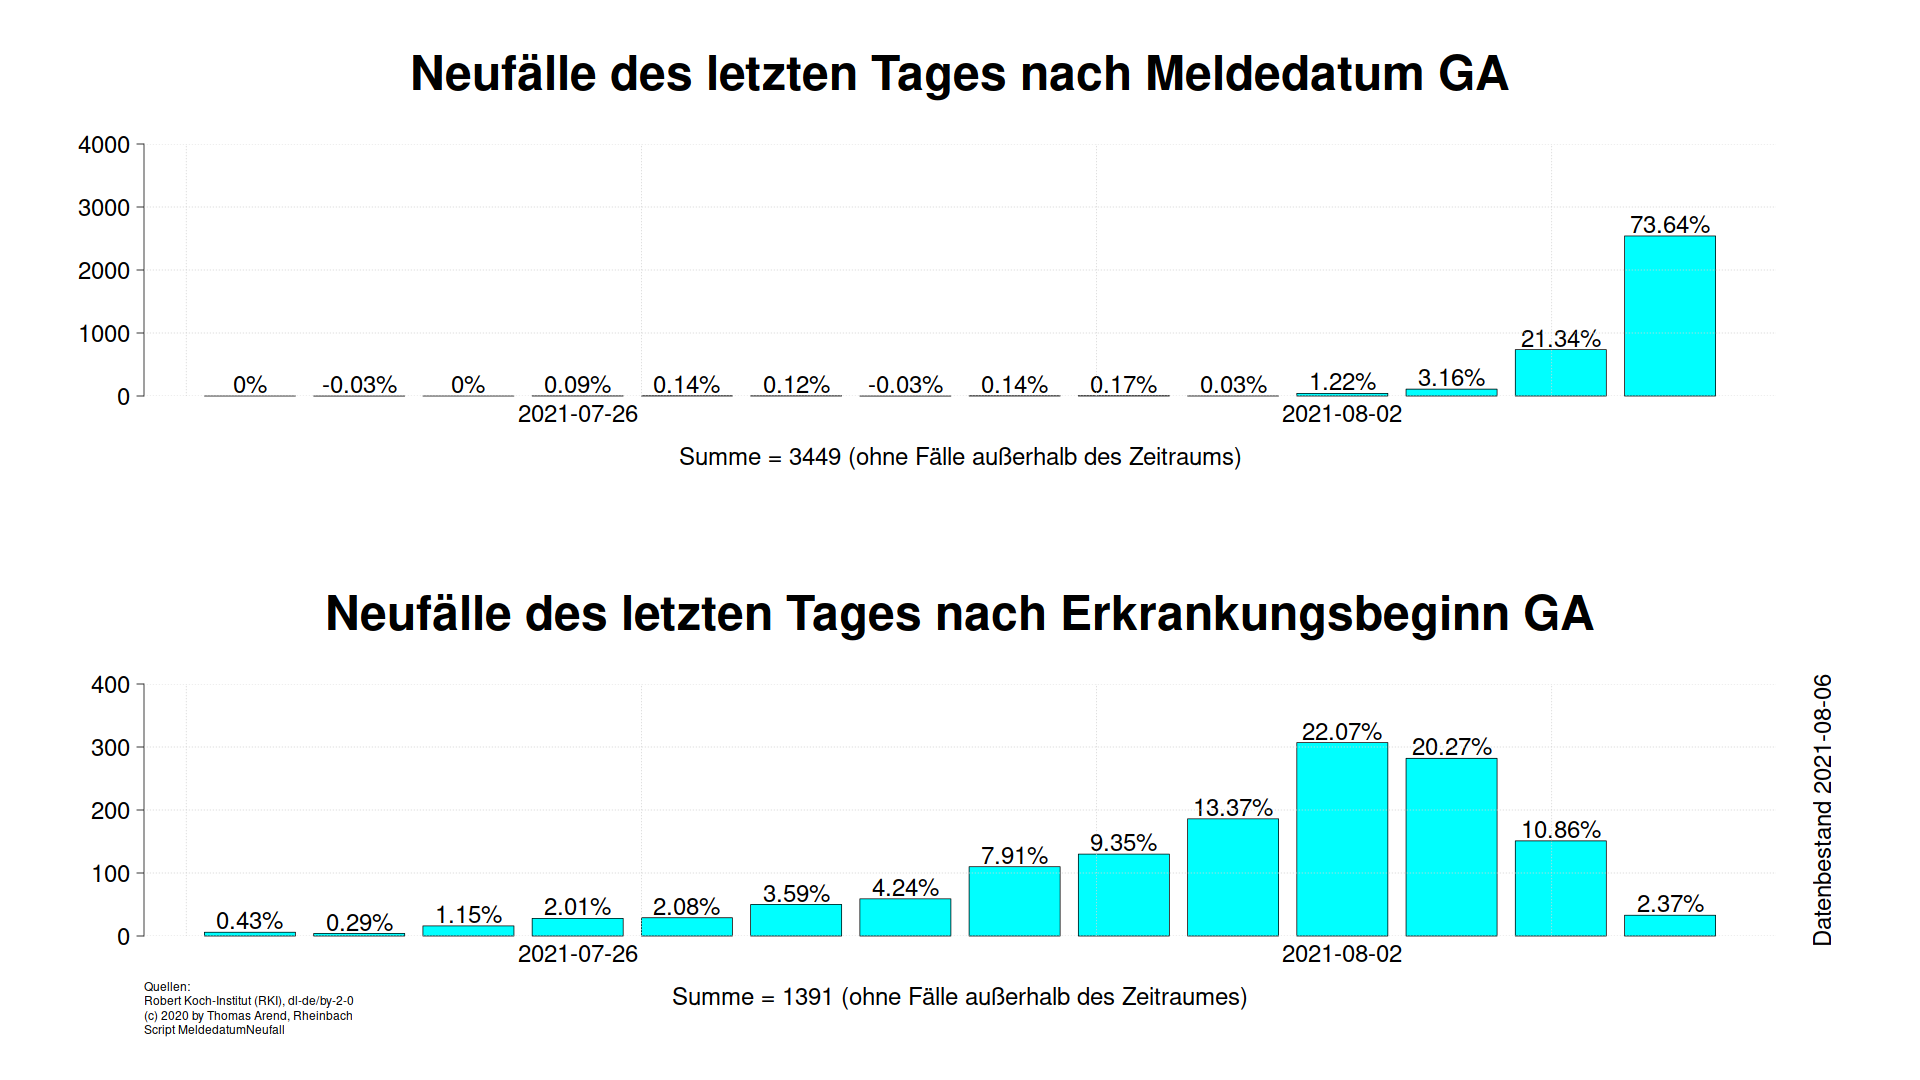 Neufälle des letzten Tages nach Meldedatum GA
4000
3000
2000
1000
0
0% -0.03% 0% 0.09% 0.14% 0.12% -0.03% 0.14% 0.17% 0.03% 1.22% 3.16% 21.34% 73.64%
2021-07-26 2021-08-02
Summe = 3449 (ohne Fälle außerhalb des Zeitraums)
Neufälle des letzten Tages nach Erkrankungsbeginn GA
400
300
200
100
0
0.43% 0.29% 1.15% 2.01% 2.08% 3.59% 4.24% 7.91% 9.35% 13.37% 22.07% 20.27% 10.86% 2.37%
2021-07-26 2021-08-02
Summe = 1391 (ohne Fälle außerhalb des Zeitraumes)
Datenbestand 2021-08-06
Quellen:
Robert Koch-Institut (RKI), dl-de/by-2-0
(c) 2020 by Thomas Arend, Rheinbach
Script MeldedatumNeufall